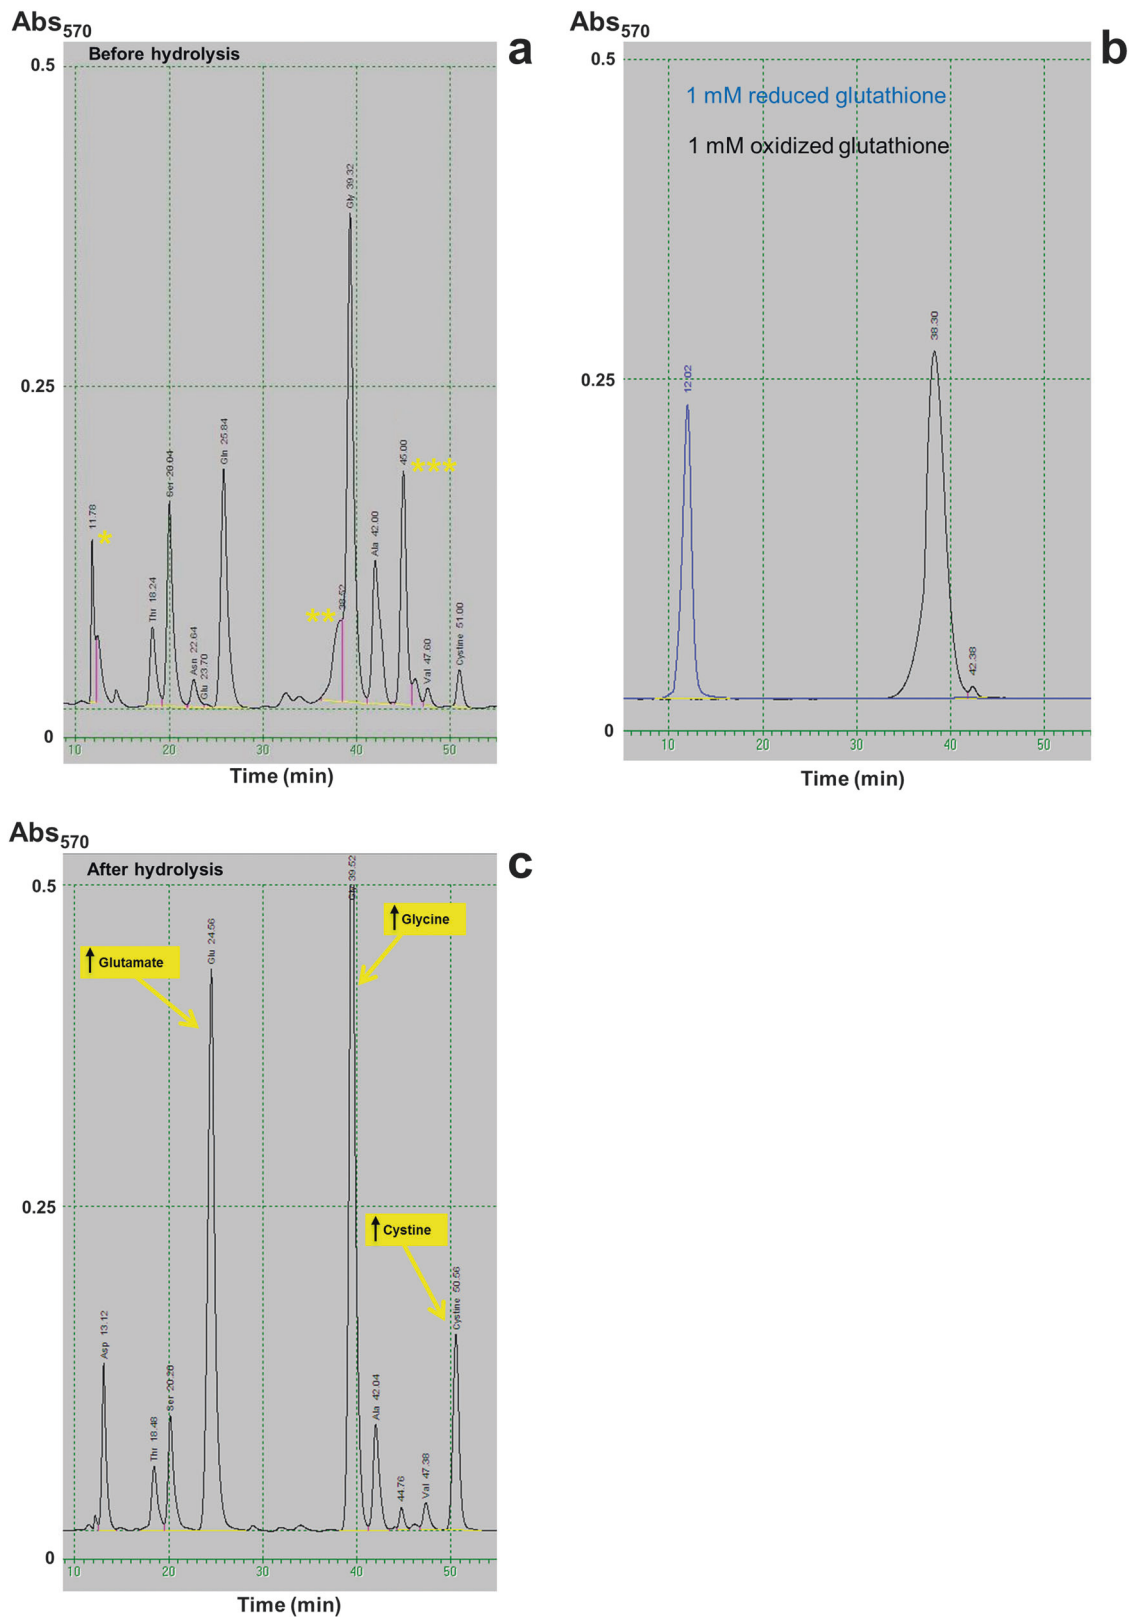 Abs570
a
Before hydrolysis
0.5
Gly 39.32
0.25
Gln 25.84
45.00
***
Ser 20.04
11.78
*
Ala 42.00
Thr 18.24
38.52
**
Asn 22.64
Glu 23.70
Val 47.60
Cystine 51.00
0
10 20 30 40 50
Time (min)
Abs570
b
0.5
1 mM reduced glutathione
1 mM oxidized glutathione
38.30
0.25
12.02
42.38
0
10 20 30 40 50
Time (min)
Abs570
c
After hydrolysis
0.5
Gly 39.52
↑ Glycine
Glu 24.56
↑ Glutamate
0.25
↑ Cystine
Cystine 50.56
Asp 13.12
Ser 20.20
Ala 42.04
Thr 18.48
44.76
Val 47.38
0
10 20 30 40 50
Time (min)